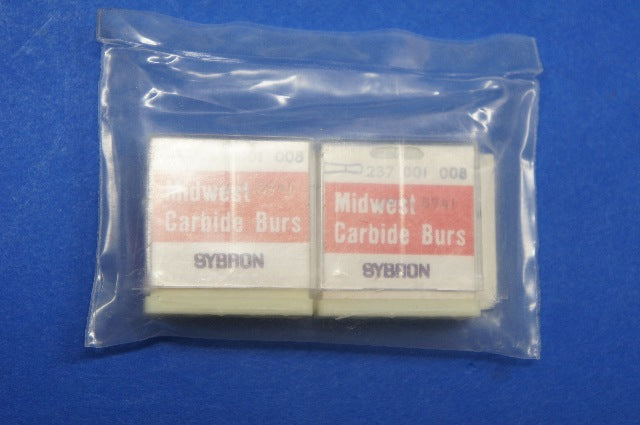 008
Midwest
Carbide Burs
SYBRON
237 001 008
Midwest
Carbide Burs
SYBRON